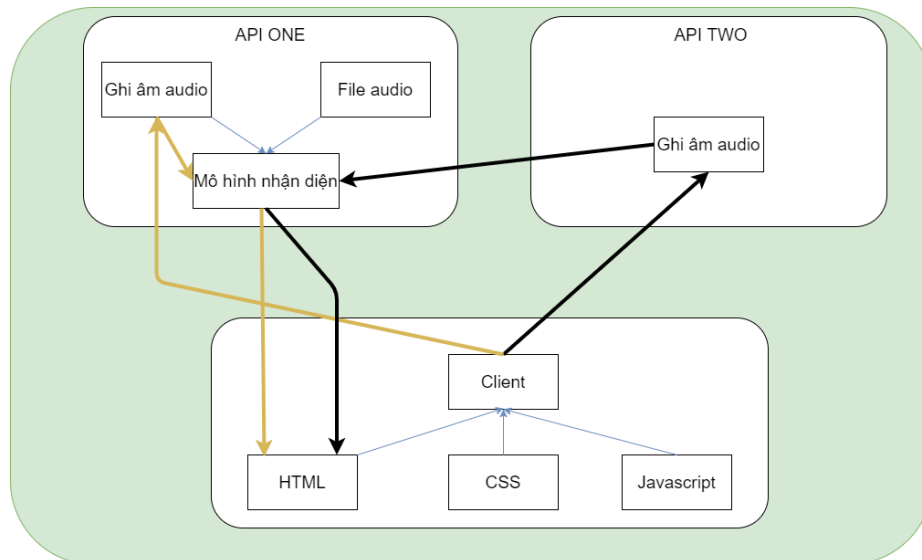 API ONE
API TWO
Ghi âm audio
File audio
Ghi âm audio
Mô hình nhận diện
Client
HTML
CSS
Javascript